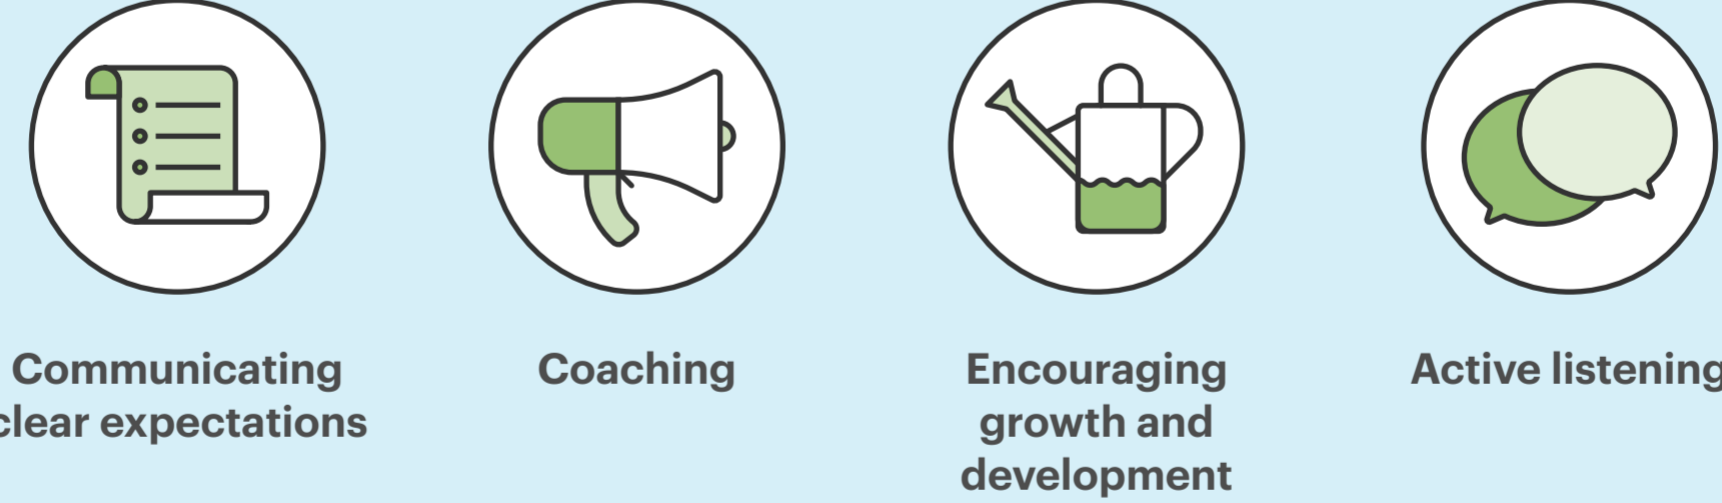 Communicating
clear expectations
Coaching
Encouraging
growth and
development
Active listening